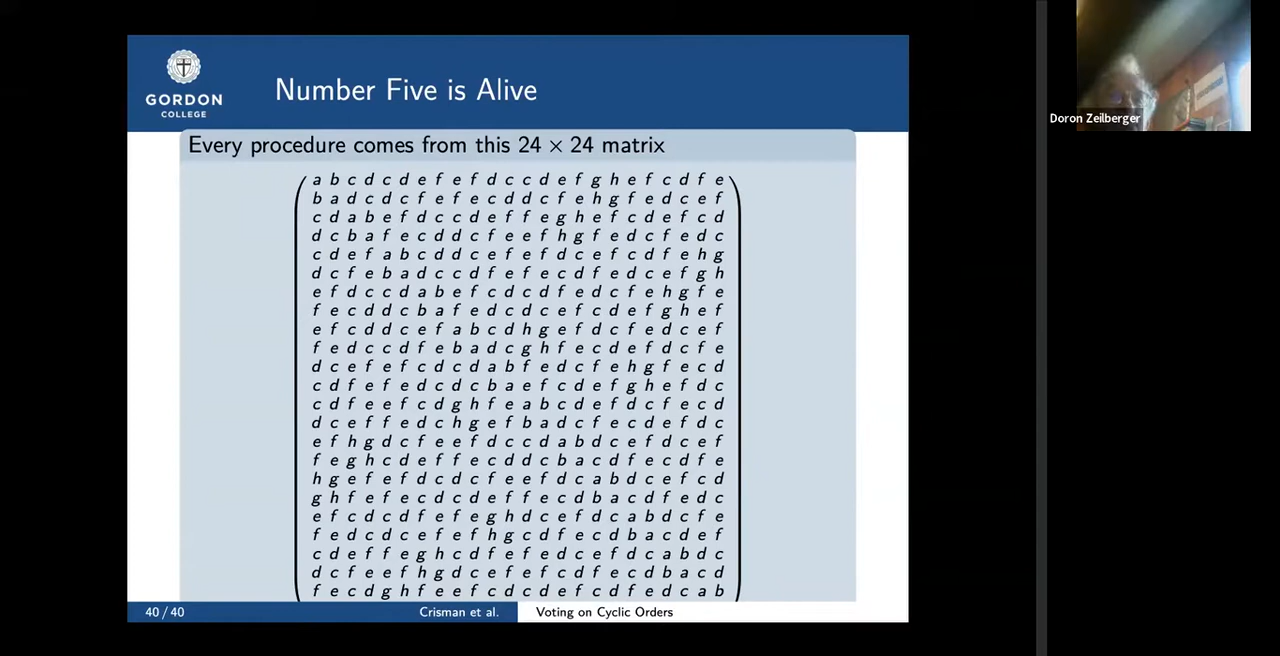 GORDON
COLLEGE
Number Five is Alive
Every procedure comes from this 24 × 24 matrix
a b c d c d e f e f d c c d e f g h e f c d f e
b a d c d c f e f e c d d c f e h g f e d c e f
c d a b e f d c c d e f f e g h e f c d e f c d
d c b a f e c d d c f e e f h g f e d c f e d c
c d e f a b c d d c e f e f d c e f c d f e h g
d c f e b a d c c d f e f e c d f e d c e f g h
e f d c c d a b e f c d c d f e d c f e h g f e
f e c d d c b a f e d c d c e f c d e f g h e f
e f c d d c e f a b c d h g e f d c f e d c e f
f e d c c d f e b a d c g h f e c d e f d c f e
d c e f e f c d c d a b f e d c f e h g f e c d
c d f e f e d c d c b a e f c d e f g h e f d c
c d f e e f c d g h f e a b c d e f d c f e c d
d c e f f e d c h g e f b a d c f e c d e f d c
e f h g d c f e e f d c c d a b d c e f d c e f
f e g h c d e f f e c d d c b a c d f e c d f e
h g e f e f d c d c f e e f d c a b d c e f c d
g h f e f e c d c d e f f e c d b a c d f e d c
e f c d c d f e f e g h d c e f d c a b d c f e
f e d c d c e f e f h g c d f e c d b a c d e f
c d e f f e g h c d f e f e d c e f d c a b d c
d c f e e f h g d c e f e f c d f e c d b a c d
f e c d g h f e e f c d c d e f c d f e d c a b
40 / 40 Crisman et al. Voting on Cyclic Orders
Doron Zeilberger